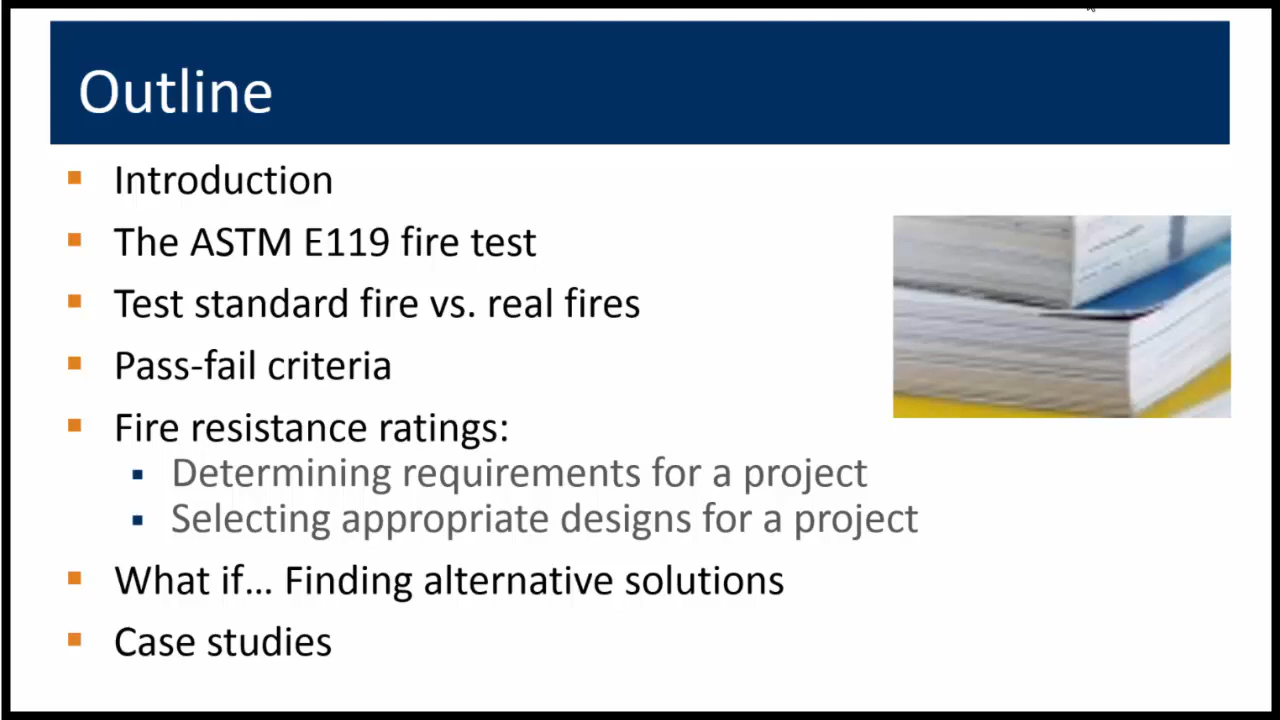 Outline
Introduction
The ASTM E119 fire test
Test standard fire vs. real fires
Pass-fail criteria
Fire resistance ratings:
Determining requirements for a project
Selecting appropriate designs for a project
What if... Finding alternative solutions
Case studies